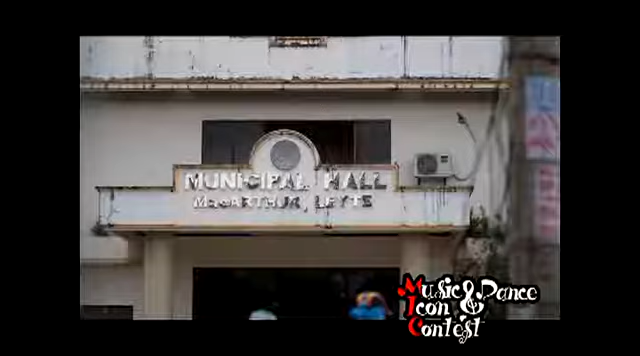 MUNICIPAL HALL
MacARTHUR, LEYTE
Music & Dance
Icon
Contest